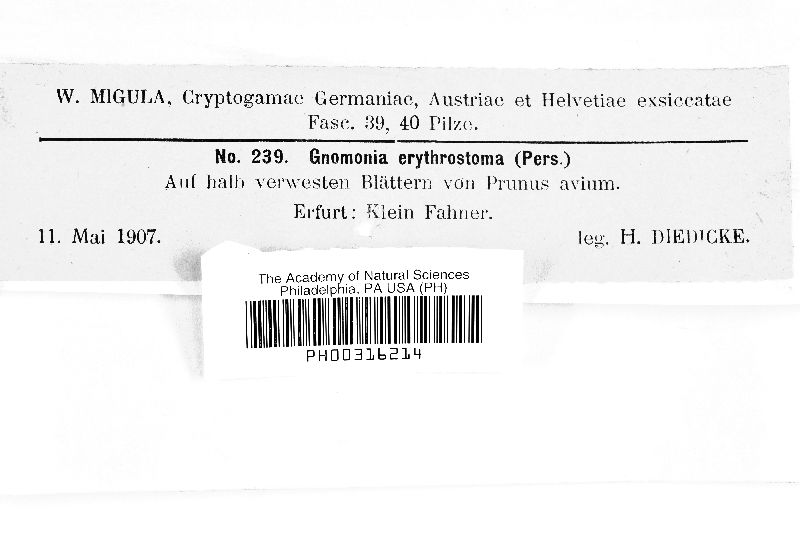 W. MIGULA, Cryptogamae Germaniae, Austriae et Helvetiae exsiccatae
Fasc. 39, 40 Pilze.
No. 239. Gnomonia erythrostoma (Pers.)
Auf halb verwesten Blättern von Prunus avium.
Erfurt: Klein Fahner.
11. Mai 1907. leg. H. DIEDICKE.
The Academy of Natural Sciences
Philadelphia, PA USA (PH)
PH00316214